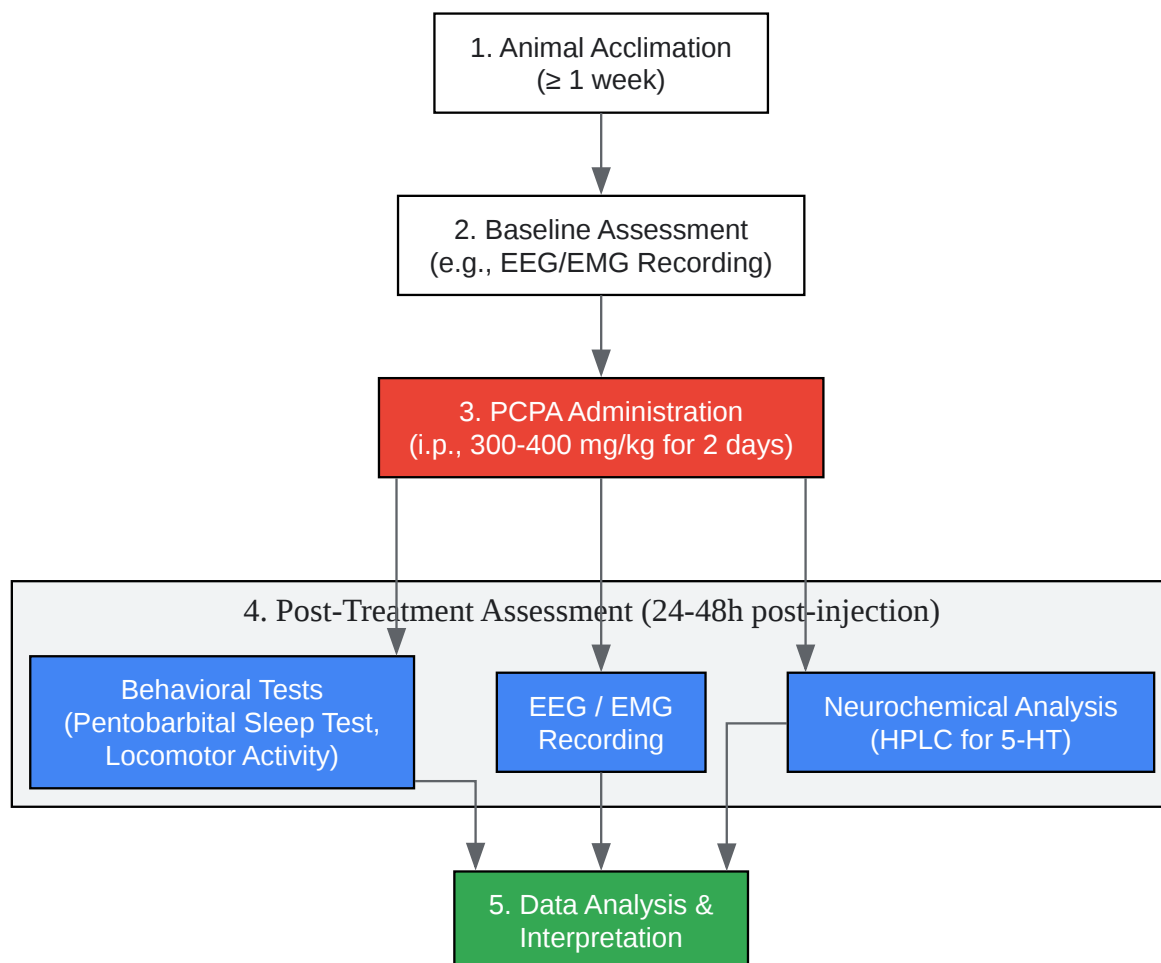 1. Animal Acclimation
(≥ 1 week)
2. Baseline Assessment
(e.g., EEG/EMG Recording)
3. PCPA Administration
(i.p., 300-400 mg/kg for 2 days)
4. Post-Treatment Assessment (24-48h post-injection)
Behavioral Tests
(Pentobarbital Sleep Test,
Locomotor Activity)
EEG / EMG
Recording
Neurochemical Analysis
(HPLC for 5-HT)
5. Data Analysis &
Interpretation